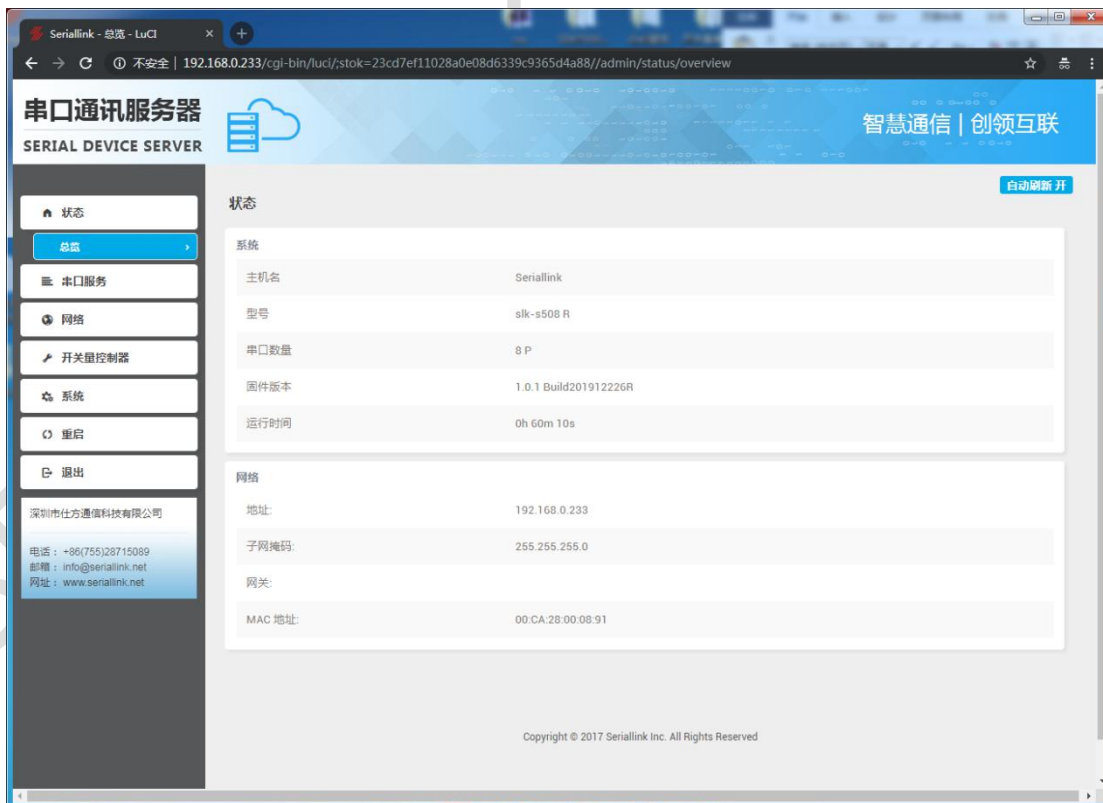 Seriallink - 总览 - LuCI
不安全 | 192.168.0.233/cgi-bin/luci/;stok=23cd7ef11028a0e08d6339c9365d4a88//admin/status/overview
串口通讯服务器
SERIAL DEVICE SERVER
智慧通信 | 创领互联
自动刷新 开
状态
总览
串口服务
网络
开关量控制器
系统
重启
退出
深圳市仕方通信科技有限公司
电话： +86(755)28715089
邮箱： info@seriallink.net
网址： www.seriallink.net
状态
系统
主机名 Seriallink
型号 slk-s508 R
串口数量 8 P
固件版本 1.0.1 Build201912226R
运行时间 0h 60m 10s
网络
地址: 192.168.0.233
子网掩码: 255.255.255.0
网关:
MAC 地址: 00:CA:28:00:08:91
Copyright © 2017 Seriallink Inc. All Rights Reserved